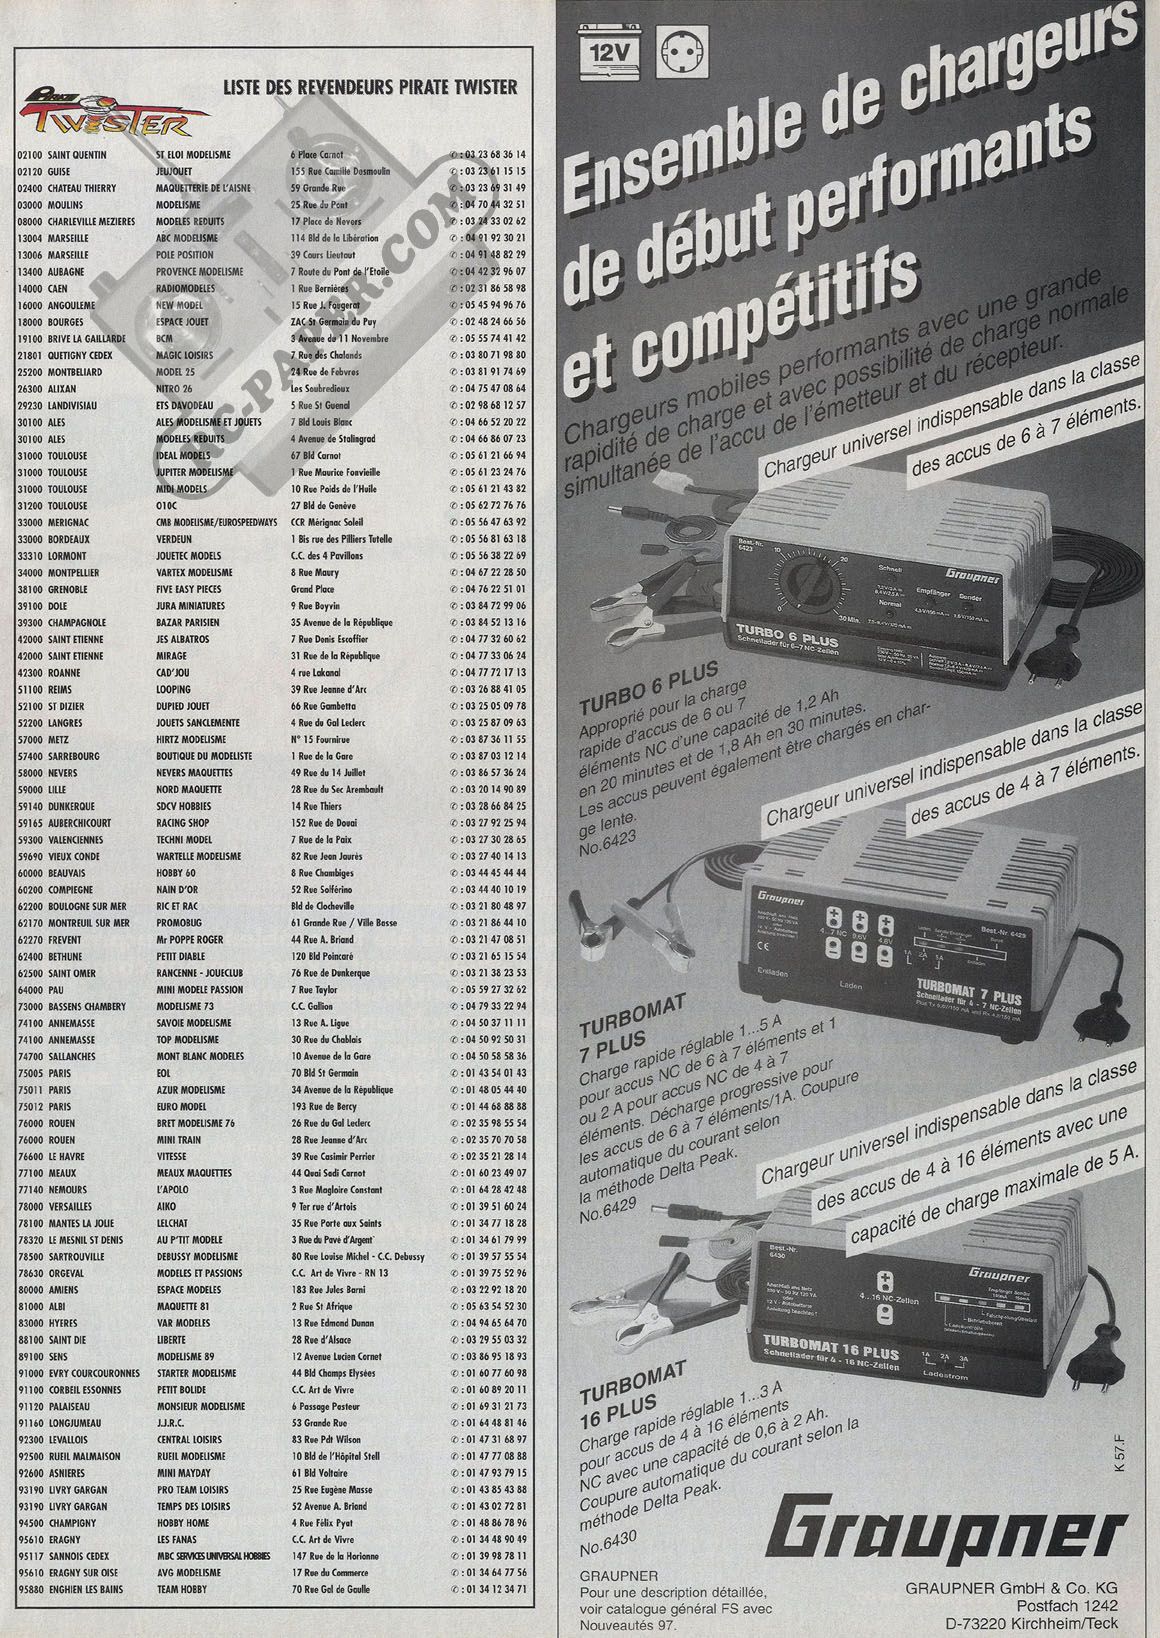 PIRATE TWISTER
LISTE DES REVENDEURS PIRATE TWISTER
02100 SAINT QUENTIN ST ELOI MODELISME 6 Place Carnot ✆ : 03 23 68 36 14
02120 GUISE JEUJOUET 155 Rue Camille Desmoulin ✆ : 03 23 61 15 15
02400 CHATEAU THIERRY MAQUETTERIE DE L'AISNE 59 Grande Rue ✆ : 03 23 69 31 49
03000 MOULINS MODELISME 25 Rue du Pont ✆ : 04 70 44 32 51
08000 CHARLEVILLE MEZIERES MODELES REDUITS 17 Place de Nevers ✆ : 03 24 33 02 62
13004 MARSEILLE ABC MODELISME 114 Bld de la Libération ✆ : 04 91 92 30 21
13006 MARSEILLE POLE POSITION 39 Cours Lieutaut ✆ : 04 91 48 82 29
13400 AUBAGNE PROVENCE MODELISME 7 Route du Pont de l'Etoile ✆ : 04 42 32 96 07
14000 CAEN RADIOMODELES 1 Rue Bernières ✆ : 02 31 86 58 98
16000 ANGOULEME NEW MODEL 15 Rue J. Fougerat ✆ : 05 45 94 96 76
18000 BOURGES ESPACE JOUET ZAC St Germain du Puy ✆ : 02 48 24 66 56
19100 BRIVE LA GAILLARDE BCM 3 Avenue du 11 Novembre ✆ : 05 55 74 41 42
21801 QUETIGNY CEDEX MAGIC LOISIRS 7 Rue des Chalands ✆ : 03 80 71 98 80
25200 MONTBELIARD MODEL 25 24 Rue de Febvres ✆ : 03 81 91 74 69
26300 ALIXAN NITRO 26 Les Soubredioux ✆ : 04 75 47 08 64
29230 LANDIVISIAU ETS DAVODEAU 5 Rue St Guenal ✆ : 02 98 68 12 57
30100 ALES ALES MODELISME ET JOUETS 7 Bld Louis Blanc ✆ : 04 66 52 20 22
30100 ALES MODELES REDUITS 4 Avenue de Stalingrad ✆ : 04 66 86 07 23
31000 TOULOUSE IDEAL MODELS 67 Bld Carnot ✆ : 05 61 21 66 94
31000 TOULOUSE JUPITER MODELISME 1 Rue Maurice Fonvieille ✆ : 05 61 23 24 76
31000 TOULOUSE MIDI MODELS 10 Rue Poids de l'Huile ✆ : 05 61 21 43 82
31200 TOULOUSE O1OC 27 Bld de Genève ✆ : 05 62 72 76 76
33000 MERIGNAC CMB MODELISME/EUROSPEEDWAYS CCR Mérignac Soleil ✆ : 05 56 47 63 92
33000 BORDEAUX VERDEUN 1 Bis rue des Pilliers Tutelle ✆ : 05 56 81 63 18
33310 LORMONT JOUETEC MODELS C.C. des 4 Pavillons ✆ : 05 56 38 22 69
34000 MONTPELLIER VARTEX MODELISME 8 Rue Maury ✆ : 04 67 22 28 50
38100 GRENOBLE FIVE EASY PIECES Grand Place ✆ : 04 76 22 51 01
39100 DOLE JURA MINIATURES 9 Rue Boyvin ✆ : 03 84 72 99 06
39300 CHAMPAGNOLE BAZAR PARISIEN 35 Avenue de la République ✆ : 03 84 52 13 16
42000 SAINT ETIENNE JES ALBATROS 7 Rue Denis Escoffier ✆ : 04 77 32 60 62
42000 SAINT ETIENNE MIRAGE 31 Rue de la République ✆ : 04 77 33 06 24
42300 ROANNE CAD'JOU 4 rue Lakanal ✆ : 04 77 72 17 13
51100 REIMS LOOPING 39 Rue Jeanne d'Arc ✆ : 03 26 88 41 05
52100 ST DIZIER DUPIED JOUET 66 Rue Gambetta ✆ : 03 25 05 09 78
52200 LANGRES JOUETS SANCLEMENTE 4 Rue du Gal Leclerc ✆ : 03 25 87 09 63
57000 METZ HIRTZ MODELISME N° 15 Fournirue ✆ : 03 87 36 11 55
57400 SARREBOURG BOUTIQUE DU MODELISTE 1 Rue de la Gare ✆ : 03 87 03 12 14
58000 NEVERS NEVERS MAQUETTES 49 Rue du 14 Juillet ✆ : 03 86 57 36 24
59000 LILLE NORD MAQUETTE 28 Rue du Sec Arembault ✆ : 03 20 14 90 89
59140 DUNKERQUE SDCV HOBBIES 14 Rue Thiers ✆ : 03 28 66 84 25
59165 AUBERCHICOURT RACING SHOP 152 Rue de Douai ✆ : 03 27 92 25 94
59300 VALENCIENNES TECHNI MODEL 7 Rue de la Paix ✆ : 03 27 30 28 65
59690 VIEUX CONDE WARTELLE MODELISME 82 Rue Jean Jaurès ✆ : 03 27 40 14 13
60000 BEAUVAIS HOBBY 60 8 Rue Chambiges ✆ : 03 44 45 44 44
60200 COMPIEGNE NAIN D'OR 52 Rue Solférino ✆ : 03 44 40 10 19
62200 BOULOGNE SUR MER RIC ET RAC Bld de Clocheville ✆ : 03 21 80 48 97
62170 MONTREUIL SUR MER PROMOBUG 61 Grande Rue / Ville Basse ✆ : 03 21 86 44 10
62270 FREVENT Mr POPPE ROGER 44 Rue A. Briand ✆ : 03 21 47 08 51
62400 BETHUNE PETIT DIABLE 120 Bld Poincaré ✆ : 03 21 65 15 54
62500 SAINT OMER RANCENNE - JOUECLUB 76 Rue de Dunkerque ✆ : 03 21 38 23 53
64000 PAU MINI MODELE PASSION 7 Rue Taylor ✆ : 05 59 27 32 62
73000 BASSENS CHAMBERY MODELISME 73 C.C. Gallion ✆ : 04 79 33 22 94
74100 ANNEMASSE SAVOIE MODELISME 13 Rue A. Ligue ✆ : 04 50 37 11 11
74100 ANNEMASSE TOP MODELISME 30 Rue du Chablais ✆ : 04 50 92 50 31
74700 SALLANCHES MONT BLANC MODELES 10 Avenue de la Gare ✆ : 04 50 58 58 36
75005 PARIS EOL 70 Bld St Germain ✆ : 01 43 54 01 43
75011 PARIS AZUR MODELISME 34 Avenue de la République ✆ : 01 48 05 44 40
75012 PARIS EURO MODEL 193 Rue de Bercy ✆ : 01 44 68 88 88
76000 ROUEN BRET MODELISME 76 26 Rue du Gal Leclerc ✆ : 02 35 98 55 54
76000 ROUEN MINI TRAIN 28 Rue Jeanne d'Arc ✆ : 02 35 70 70 58
76600 LE HAVRE VITESSE 39 Rue Casimir Perrier ✆ : 02 35 21 28 14
77100 MEAUX MEAUX MAQUETTES 44 Quai Sadi Carnot ✆ : 01 60 23 49 07
77140 NEMOURS L'APOLO 3 Rue Magloire Constant ✆ : 01 64 28 42 48
78000 VERSAILLES AIKO 9 Ter rue d'Artois ✆ : 01 39 51 60 24
78100 MANTES LA JOLIE LELCHAT 35 Rue Porte aux Saints ✆ : 01 34 77 18 28
78320 LE MESNIL ST DENIS AU P'TIT MODELE 3 Rue du Pavé d'Argent ✆ : 01 34 61 79 99
78500 SARTROUVILLE DEBUSSY MODELISME 80 Rue Louise Michel - C.C. Debussy ✆ : 01 39 57 55 54
78630 ORGEVAL MODELES ET PASSIONS C.C. Art de Vivre - RN 13 ✆ : 01 39 75 52 96
80000 AMIENS ESPACE MODELES 183 Rue Jules Barni ✆ : 03 22 92 18 20
81000 ALBI MAQUETTE 81 2 Rue St Afrique ✆ : 05 63 54 52 30
83000 HYERES VAR MODELES 13 Rue Edmond Dunan ✆ : 04 94 65 64 70
88100 SAINT DIE LIBERTE 28 Rue d'Alsace ✆ : 03 29 55 03 32
89100 SENS MODELISME 89 12 Avenue Lucien Cornet ✆ : 03 86 95 18 93
91000 EVRY COURCOURONNES STARTER MODELISME 44 Bld Champs Elysées ✆ : 01 60 77 60 98
91100 CORBEIL ESSONNES PETIT BOLIDE C.C. Art de Vivre ✆ : 01 60 89 20 11
91120 PALAISEAU MONSIEUR MODELISME 6 Passage Pasteur ✆ : 01 69 31 21 73
91160 LONGJUMEAU J.J.R.C. 53 Grande Rue ✆ : 01 64 48 81 46
92300 LEVALLOIS CENTRAL LOISIRS 83 Rue Pdt Wilson ✆ : 01 47 31 68 97
92500 RUEIL MALMAISON RUEIL MODELISME 10 Bld de l'Hôpital Stell ✆ : 01 47 77 08 88
92600 ASNIERES MINI MAYDAY 61 Bld Voltaire ✆ : 01 47 93 79 15
93190 LIVRY GARGAN PRO TEAM LOISIRS 25 Rue Eugène Masse ✆ : 01 43 85 43 88
93190 LIVRY GARGAN TEMPS DES LOISIRS 52 Avenue A. Briand ✆ : 01 43 02 72 81
94500 CHAMPIGNY HOBBY HOME 4 Rue Félix Pyat ✆ : 01 48 86 78 96
95610 ERAGNY LES FANAS C.C. Art de Vivre ✆ : 01 34 48 90 49
95117 SANNOIS CEDEX MBC SERVICES UNIVERSAL HOBBIES 147 Rue de la Horionne ✆ : 01 39 98 78 11
95610 ERAGNY SUR OISE AVG MODELISME 17 Rue du Commerce ✆ : 01 34 64 77 56
95880 ENGHIEN LES BAINS TEAM HOBBY 70 Rue Gal de Gaulle ✆ : 01 34 12 34 71
RC-PAPER.COM
12V
Ensemble de chargeurs
de début performants
et compétitifs
Chargeurs mobiles performants avec une grande
rapidité de charge et avec possibilité de charge normale
simultanée de l'accu de l'émetteur et du récepteur.
Chargeur universel indispensable dans la classe
des accus de 6 à 7 éléments.
Best.-Nr.
6423
10
20
0
30 Min.
Schnell
Normal
Empfänger
Sender
Graupner
TURBO 6 PLUS
Schnellader für 6–7 NC-Zellen
TURBO 6 PLUS
Approprié pour la charge
rapide d'accus de 6 ou 7
éléments NC d'une capacité de 1,2 Ah
en 20 minutes et de 1,8 Ah en 30 minutes.
Les accus peuvent également être chargés en char-
ge lente.
No.6423
Chargeur universel indispensable dans la classe
des accus de 4 à 7 éléments.
Graupner
4...7 NC 9,6V 4,8V
Best.-Nr. 6429
1A 2A 1A
CE
Entladen
Laden
TURBOMAT 7 PLUS
Schnellader für 4 - 7 NC-Zellen
TURBOMAT
7 PLUS
Charge rapide réglable 1...5 A
pour accus NC de 6 à 7 éléments et 1
ou 2 A pour accus NC de 4 à 7
éléments. Décharge progressive pour
les accus de 6 à 7 éléments/1A. Coupure
automatique du courant selon
la méthode Delta Peak.
No.6429
Chargeur universel indispensable dans la classe
des accus de 4 à 16 éléments avec une
capacité de charge maximale de 5 A.
Best.-Nr.
6430
4...16 NC-Zellen
Graupner
TURBOMAT 16 PLUS
Schnellader für 4 - 16 NC-Zellen
1A 2A 3A
Ladestrom
TURBOMAT
16 PLUS
Charge rapide réglable 1...3 A
pour accus de 4 à 16 éléments
NC avec une capacité de 0,6 à 2 Ah.
Coupure automatique du courant selon la
méthode Delta Peak.
No.6430
K 57.F
Graupner
GRAUPNER
Pour une description détaillée,
voir catalogue général FS avec
Nouveautés 97.
GRAUPNER GmbH & Co. KG
Postfach 1242
D-73220 Kirchheim/Teck